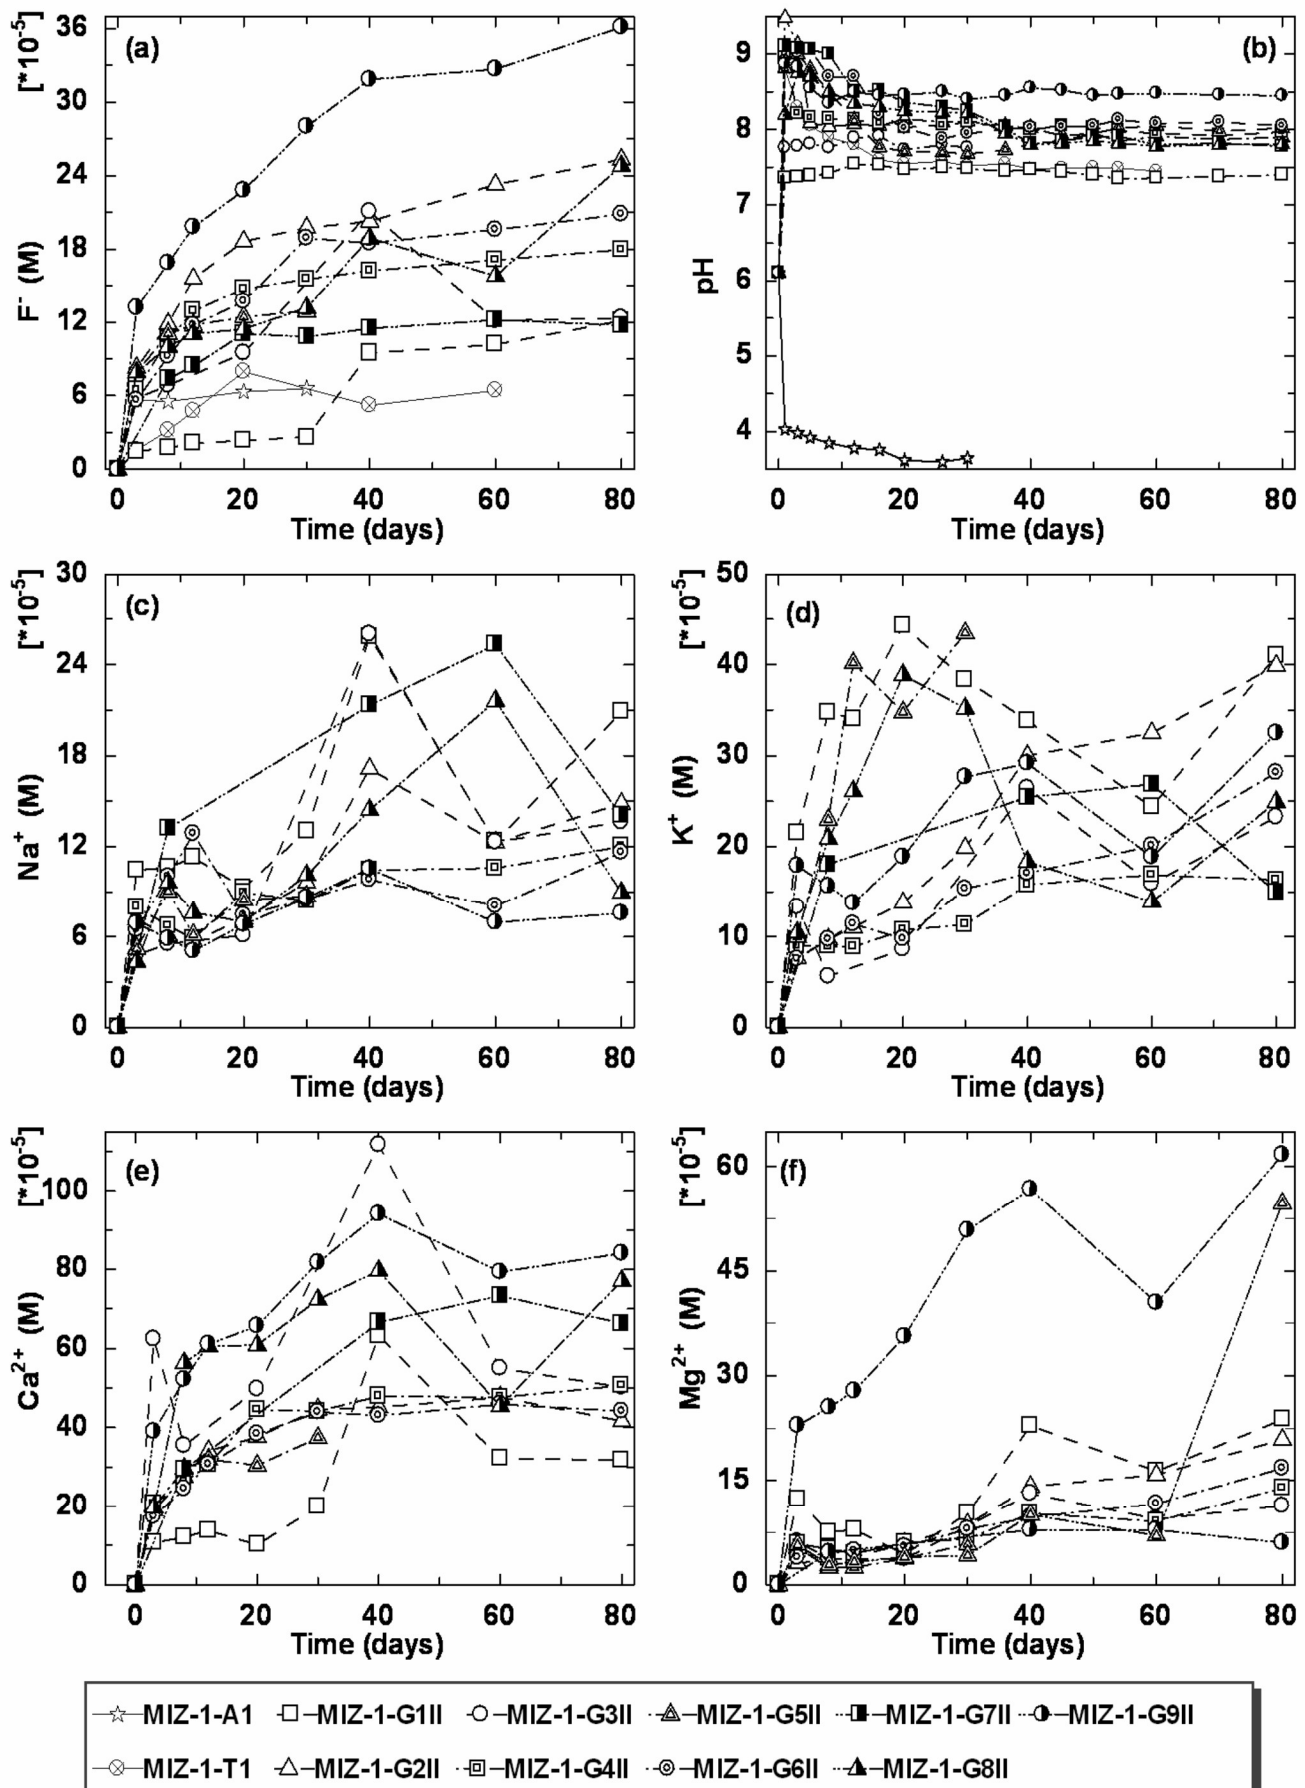 (a)
F⁻ (M) [*10⁻⁵]
36
30
24
18
12
6
0
0 20 40 60 80
Time (days)
(b)
pH
9
8
7
6
5
4
0 20 40 60 80
Time (days)
(c)
Na⁺ (M) [*10⁻⁵]
30
24
18
12
6
0
0 20 40 60 80
Time (days)
(d)
K⁺ (M) [*10⁻⁵]
50
40
30
20
10
0
0 20 40 60 80
Time (days)
(e)
Ca²⁺ (M) [*10⁻⁵]
100
80
60
40
20
0
0 20 40 60 80
Time (days)
(f)
Mg²⁺ (M) [*10⁻⁵]
60
45
30
15
0
0 20 40 60 80
Time (days)
MIZ-1-A1 MIZ-1-G1II MIZ-1-G3II MIZ-1-G5II MIZ-1-G7II MIZ-1-G9II
MIZ-1-T1 MIZ-1-G2II MIZ-1-G4II MIZ-1-G6II MIZ-1-G8II